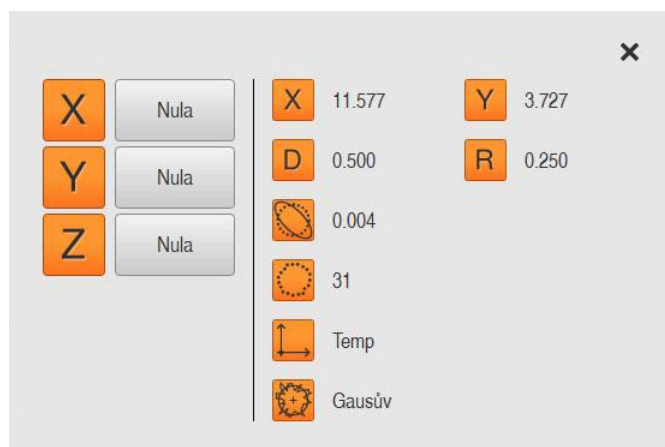 X Nula
Y Nula
Z Nula
X 11.577 Y 3.727
D 0.500 R 0.250
0.004
31
Temp
Gausův